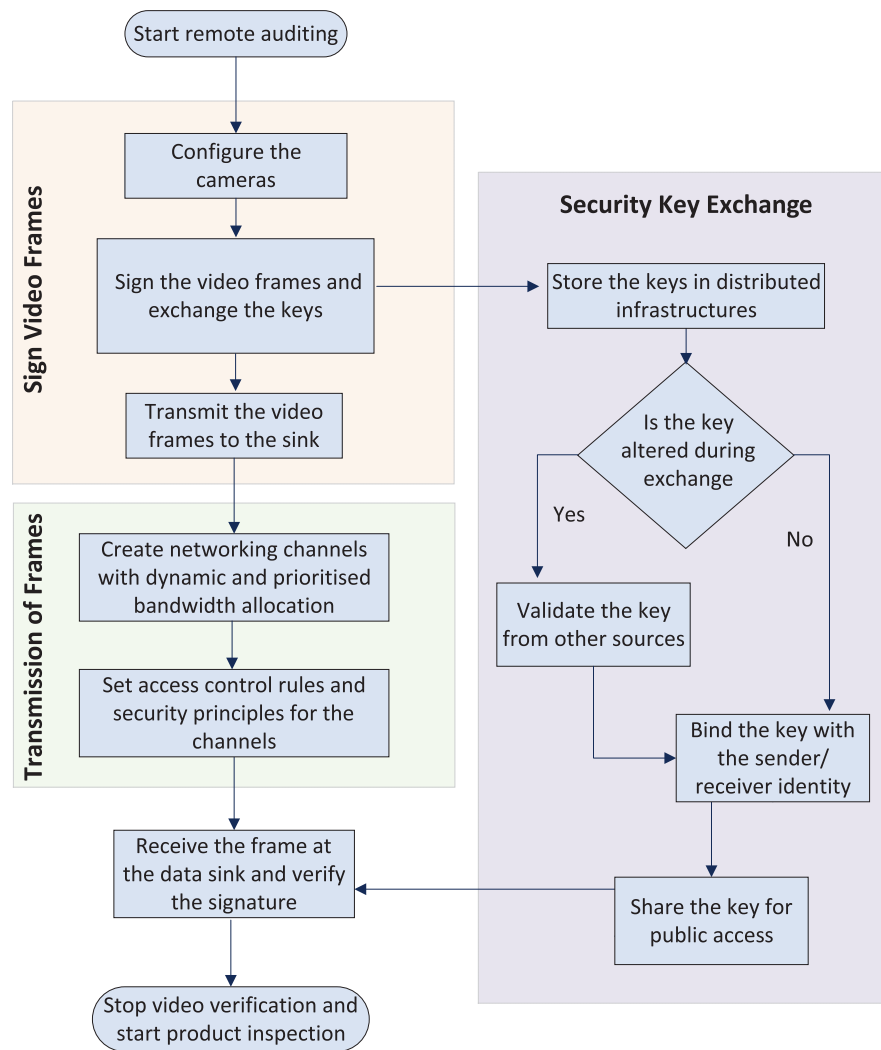 Start remote auditing
Sign Video Frames
Configure the
cameras
Sign the video frames and
exchange the keys
Transmit the video
frames to the sink
Transmission of Frames
Create networking channels
with dynamic and prioritised
bandwidth allocation
Set access control rules and
security principles for the
channels
Receive the frame at
the data sink and verify
the signature
Stop video verification and
start product inspection
Security Key Exchange
Store the keys in distributed
infrastructures
Is the key
altered during
exchange
Yes
No
Validate the key
from other sources
Bind the key with
the sender/
receiver identity
Share the key for
public access